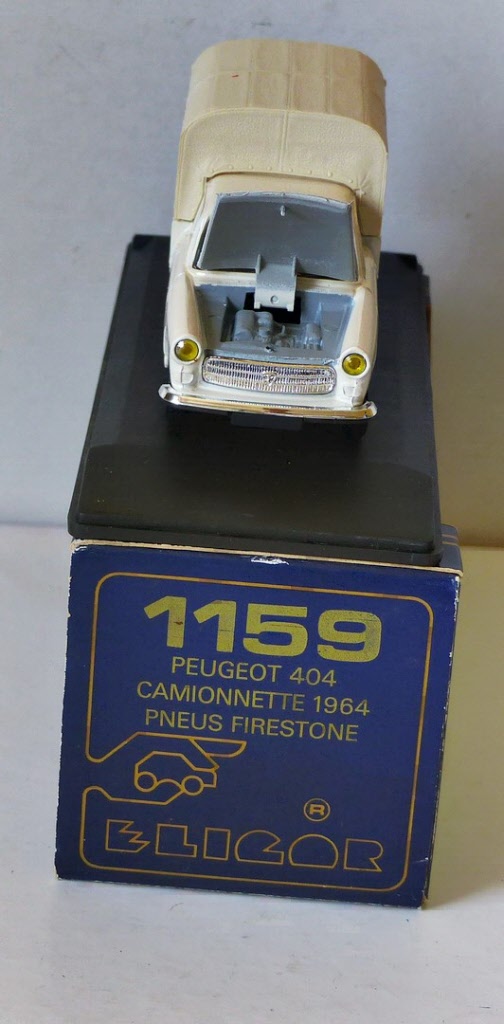 1159
PEUGEOT 404
CAMIONNETTE 1964
PNEUS FIRESTONE
®
ELIGOR